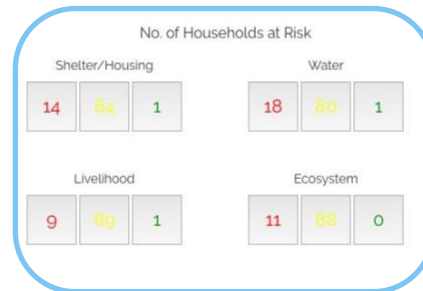 No. of Households at Risk
Shelter/Housing
14 84 1
Water
18 80 1
Livelihood
9 89 1
Ecosystem
11 88 0